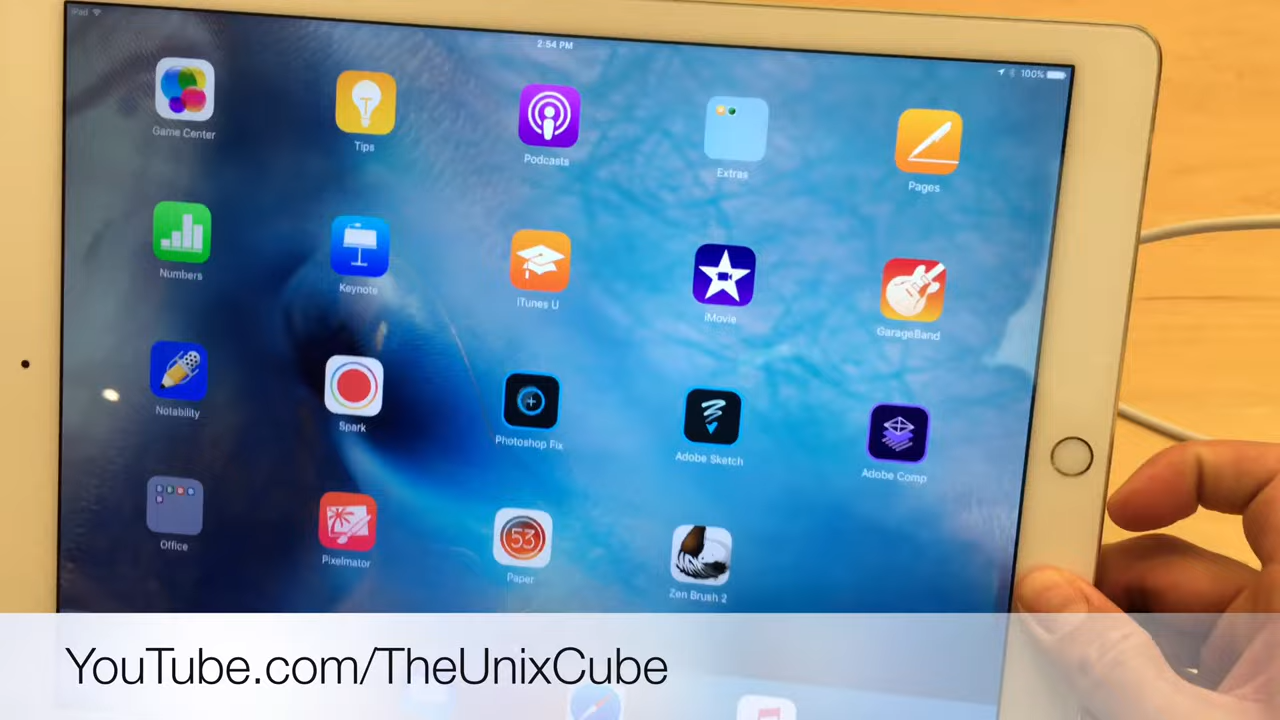 iPad
2:54 PM
100%
Game Center
Tips
Podcasts
Extras
Pages
Numbers
Keynote
iTunes U
iMovie
GarageBand
Notability
Spark
Photoshop Fix
Adobe Sketch
Adobe Comp
Office
Pixelmator
53
Paper
Zen Brush 2
YouTube.com/TheUnixCube